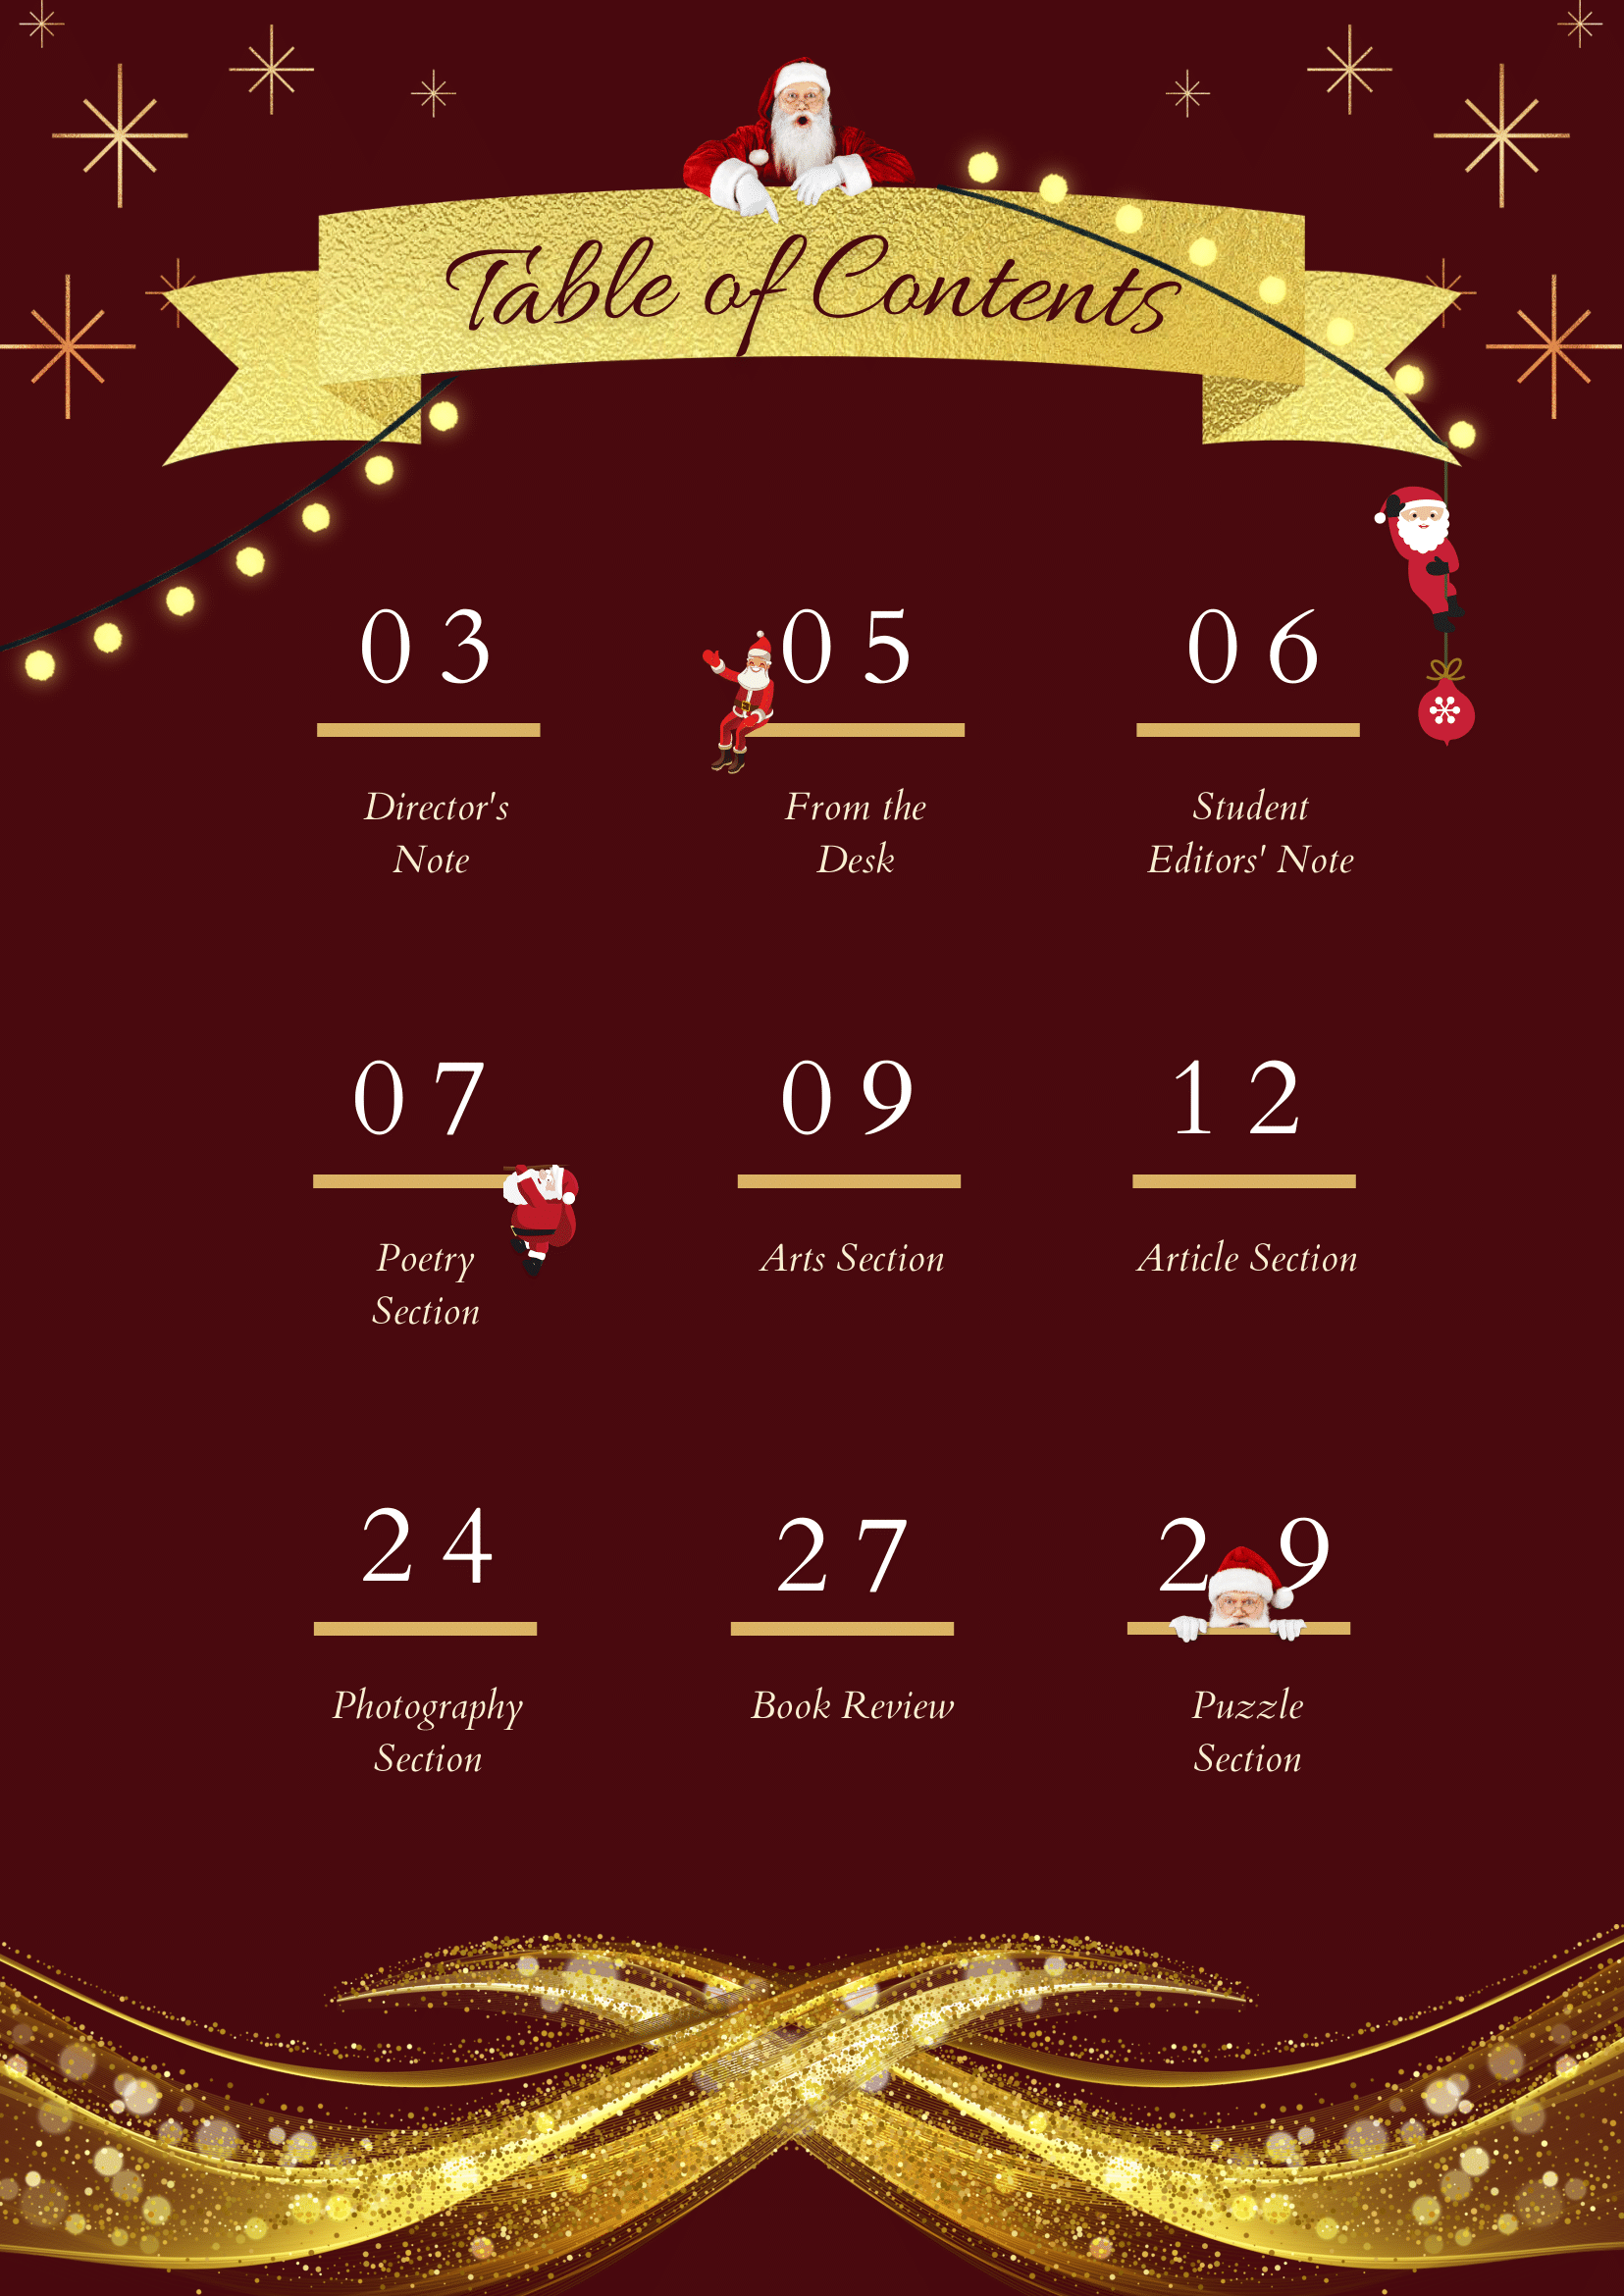 Table of Contents
03
05
06
Director's
Note
From the
Desk
Student
Editors' Note
07
09
12
Poetry
Section
Arts Section
Article Section
24
27
29
Photography
Section
Book Review
Puzzle
Section